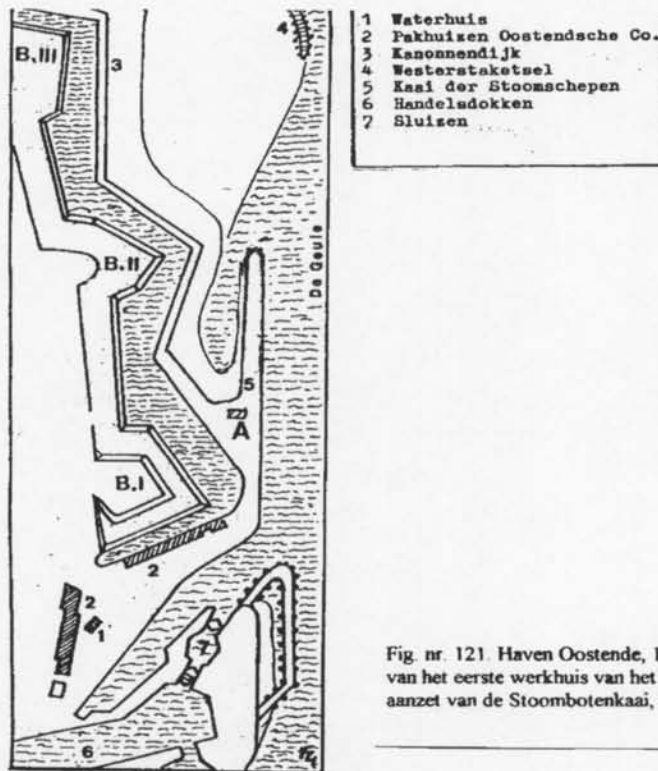 B.III
3
4
De Geule
B.II
5
A
B.I
2
2
1
7
6
1 Waterhuis
2 Pakhuizen Oostendsche Co.
3 Kanonnendijk
4 Westerstaketsel
5 Kaai der Stoomschepen
6 Handelsdokken
7 Sluizen
Fig. nr. 121. Haven Oostende, 1
van het eerste werkhuis van het
aanzet van de Stoombotenkaai,